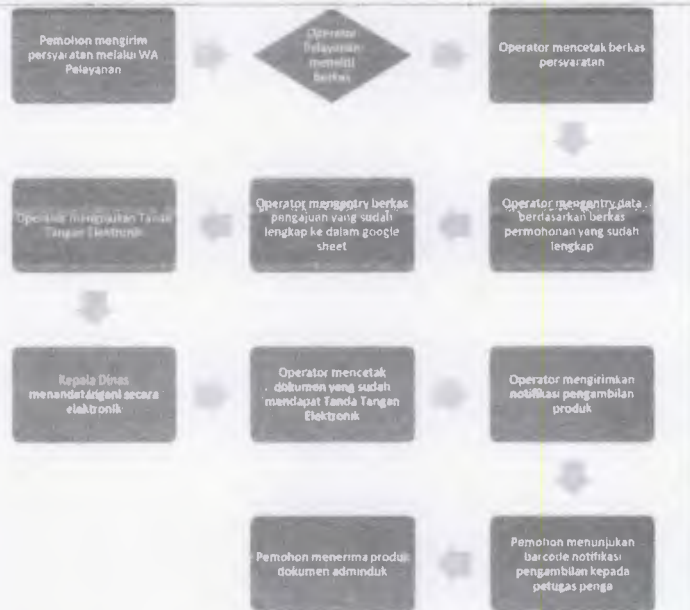 Pemohon mengirim
persyaratan melalui WA
Pelayanan
Operator
Pelayanan
meneliti
berkas
Operator mencetak berkas
persyaratan
Operator mengentry data
berdasarkan berkas
permohonan yang sudah
lengkap
Operator mengentry berkas
pengajuan yang sudah
lengkap ke dalam google
sheet
Operator mengajukan Tanda
Tangan Elektronik
Kepala Dinas
menandatangani secara
elektronik
Operator mencetak
dokumen yang sudah
mendapat Tanda Tangan
Elektronik
Operator mengirimkan
notifikasi pengambilan
produk
Pemohon menunjukan
barcode notifikasi
pengambilan kepada
petugas penga
Pemohon menerima produk
dokumen adminduk